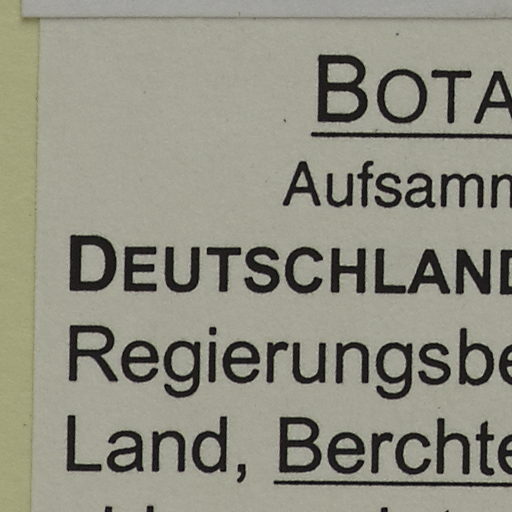 BOTA
Aufsamm
DEUTSCHLAND
Regierungsbe
Land, Berchte